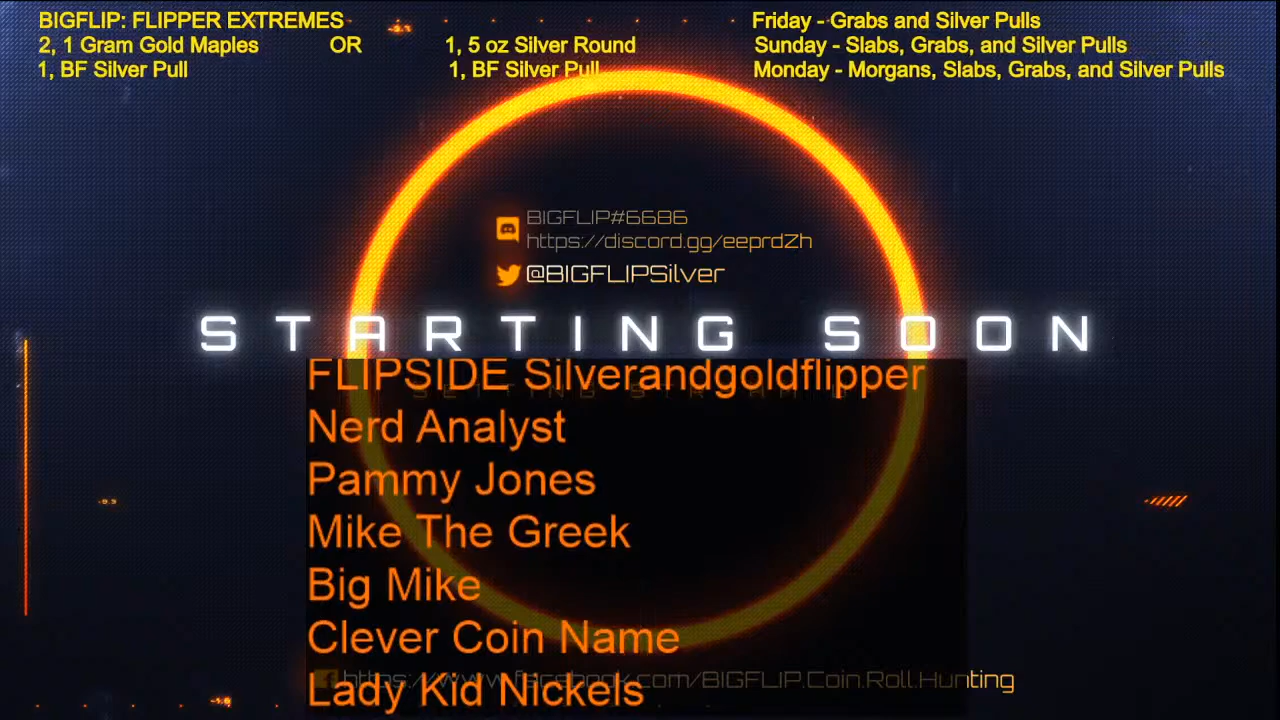 BIGFLIP: FLIPPER EXTREMES
2, 1 Gram Gold Maples OR 1, 5 oz Silver Round
1, BF Silver Pull 1, BF Silver Pull
Friday - Grabs and Silver Pulls
Sunday - Slabs, Grabs, and Silver Pulls
Monday - Morgans, Slabs, Grabs, and Silver Pulls
BIGFLIP#6686
https://discord.gg/eeprdZh
@BIGFLIPSilver
STARTING SOON
FLIPSIDE Silverandgoldflipper
Nerd Analyst
Pammy Jones
Mike The Greek
Big Mike
Clever Coin Name
https://www.facebook.com/BIGFLIP.Coin.Roll.Hunting
Lady Kid Nickels